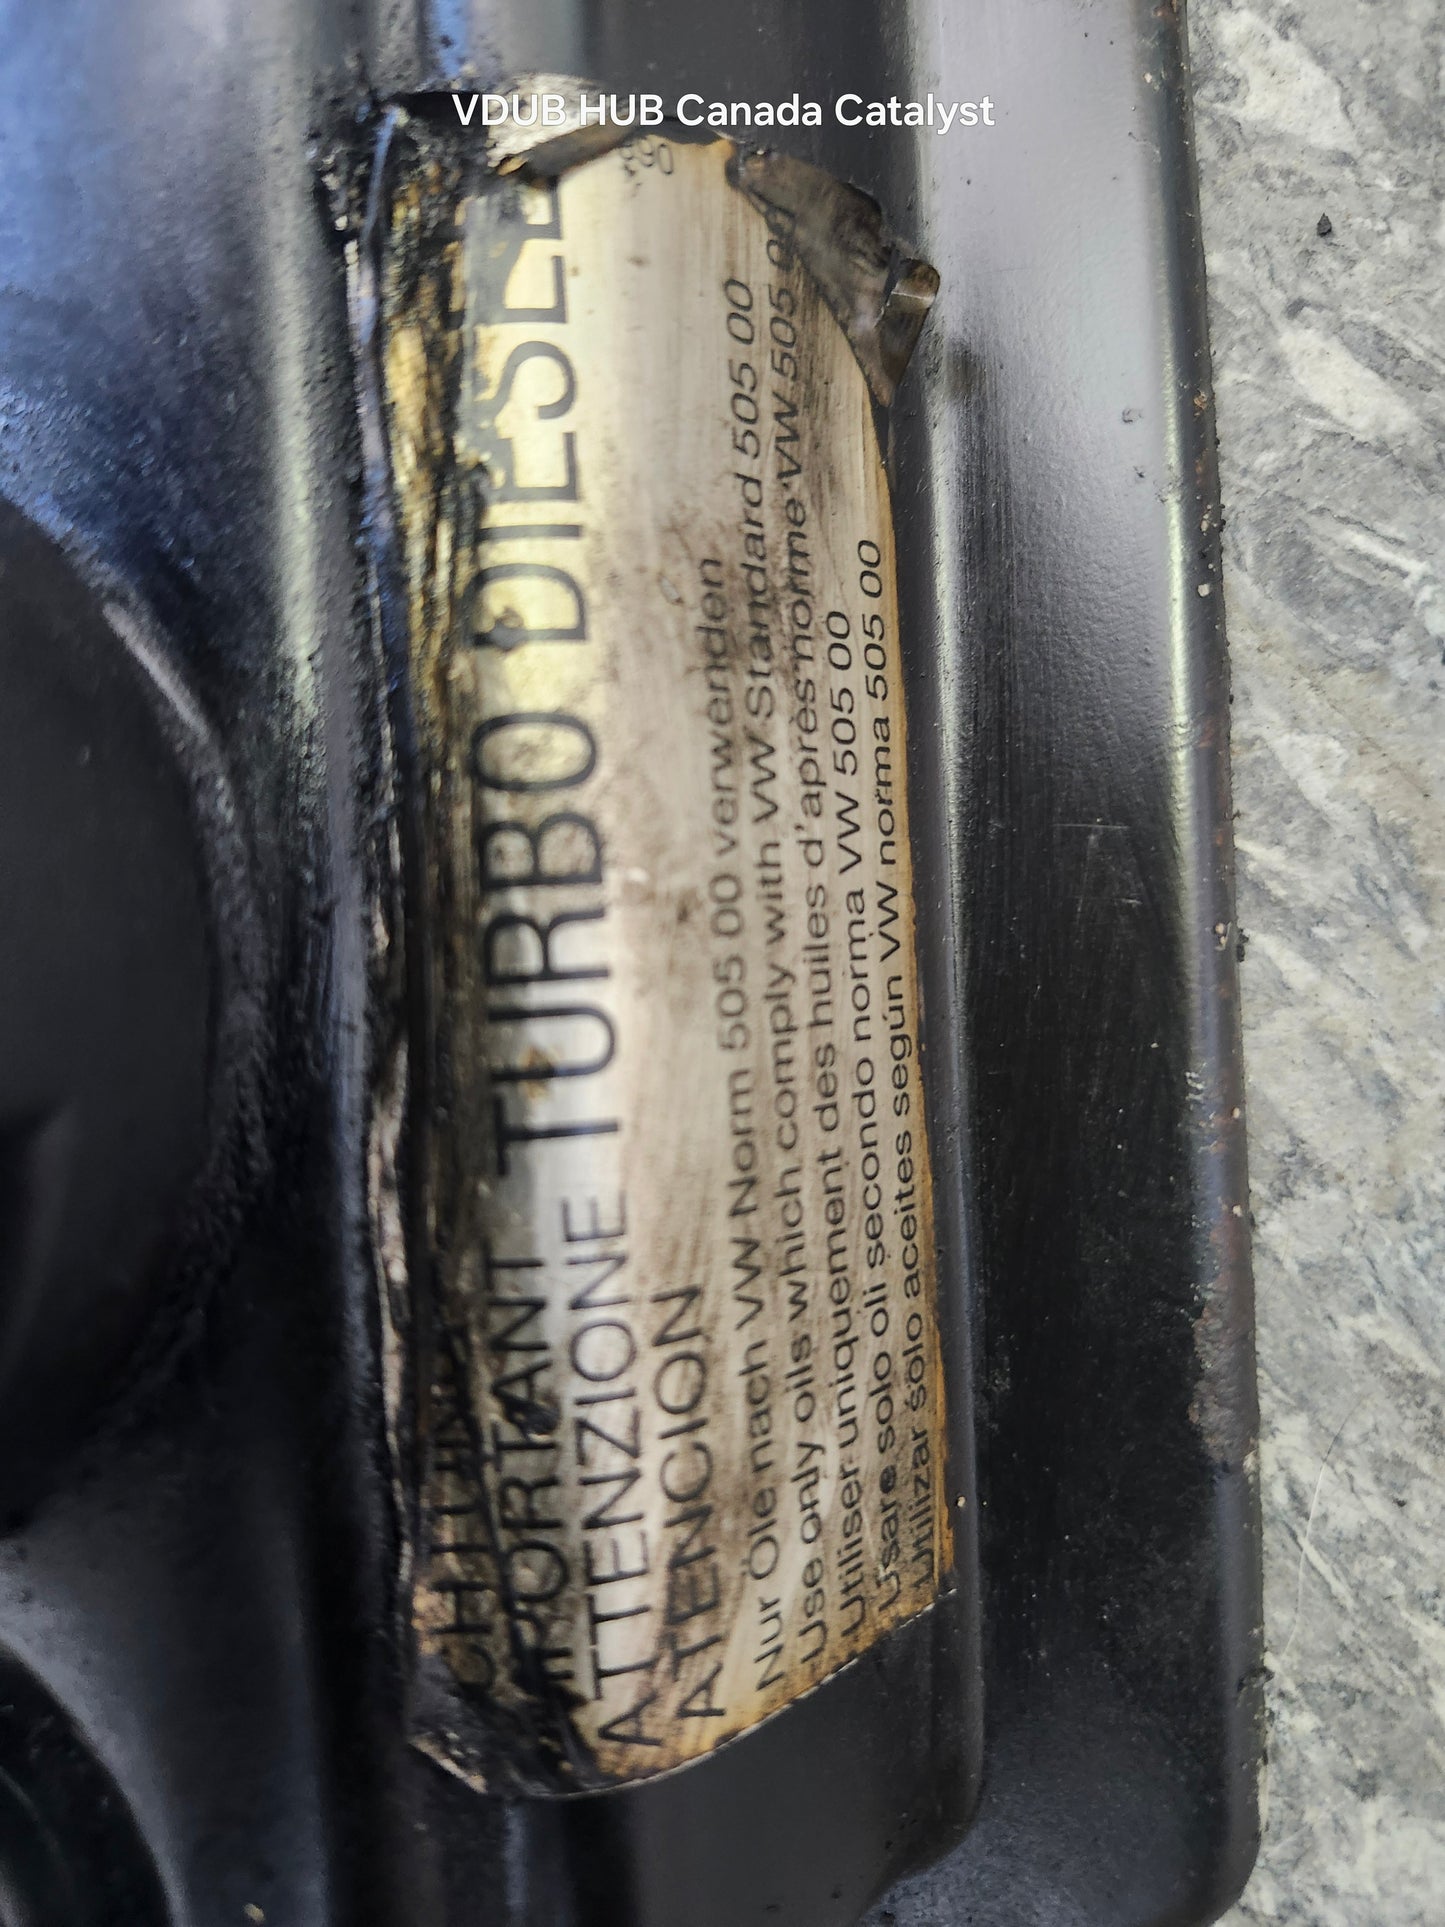 VDUB HUB Canada Catalyst
IMPORTANT TURBO DIESEL
ATTENZIONE
ATENCION
Nur Öle nach VW-Norm 505 00 verwenden
Use only oils which comply with VW-Standard 505 00
Utiliser uniquement des huiles d'après norme VW 505 00
Usare solo oli secondo norma VW 505 00
Utilizar sólo aceites según VW norma 505 00